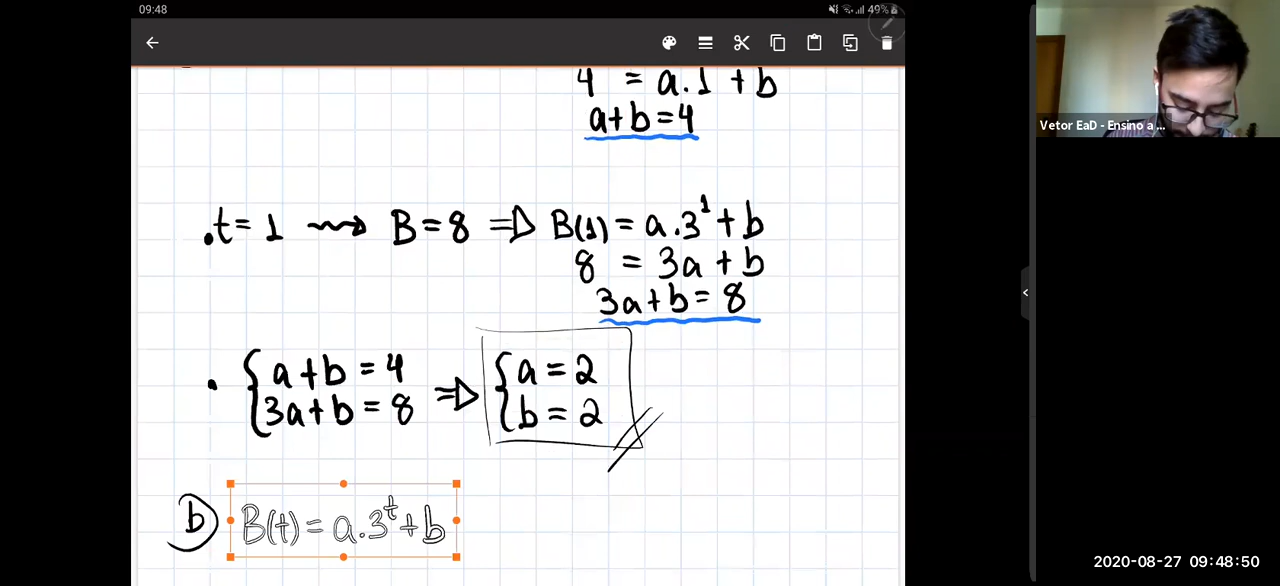 09:48
49%
4 = a.1 + b
a+b=4
.t=1 ⇝ B=8 ⇒ B(1)=a.3¹+b
8 = 3a+b
3a+b=8
Vetor EaD - Ensino a ...
. { a+b=4 ⇒ { a=2
{ 3a+b=8 { b=2
b B(t)=a.3ᵗ+b
2020-08-27 09:48:50